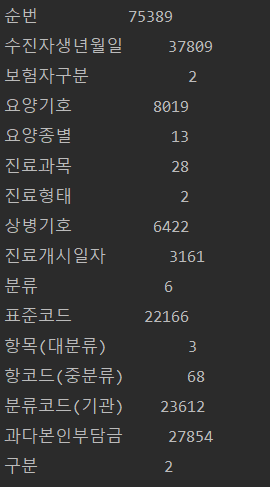 순번 75389
수진자생년월일 37809
보험자구분 2
요양기호 8019
요양종별 13
진료과목 28
진료형태 2
상병기호 6422
진료개시일자 3161
분류 6
표준코드 22166
항목(대분류) 3
항코드(중분류) 68
분류코드(기관) 23612
과다본인부담금 27854
구분 2